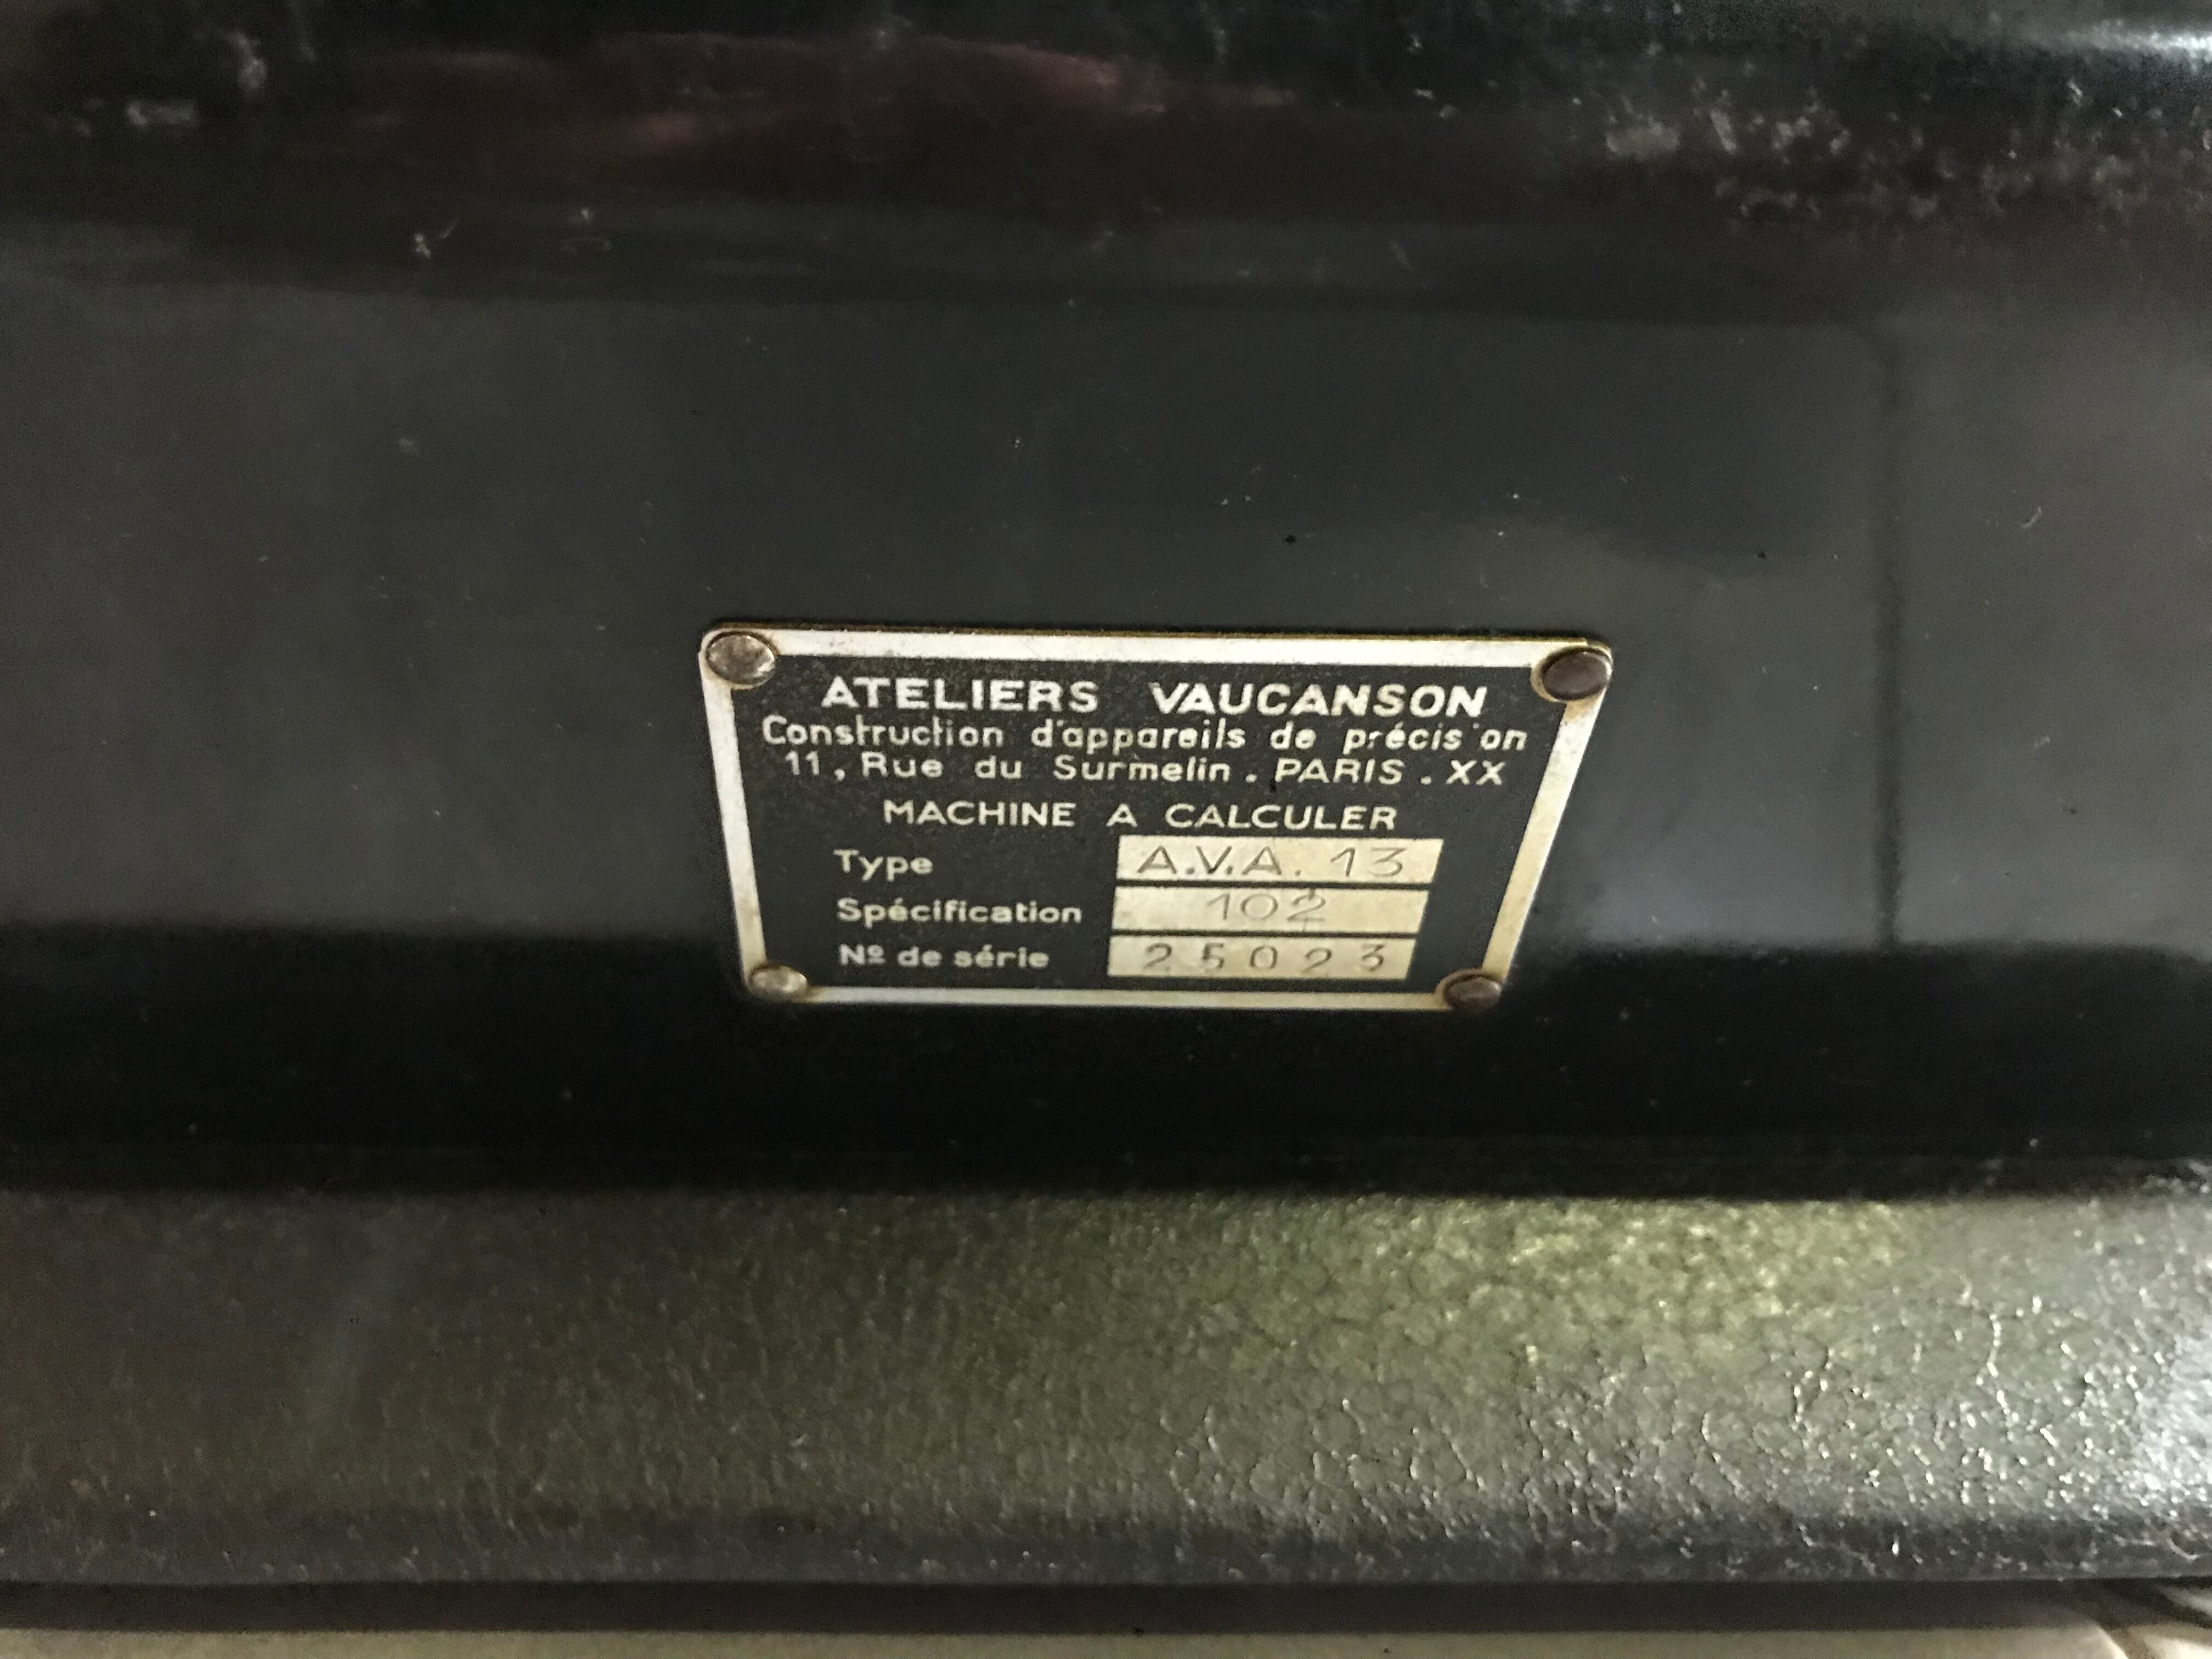 ATELIERS VAUCANSON
Construction d'appareils de précision
11, Rue du Surmelin. PARIS. XX
MACHINE A CALCULER
Type A.V.A. 13
Spécification 102
Nº de série 25023